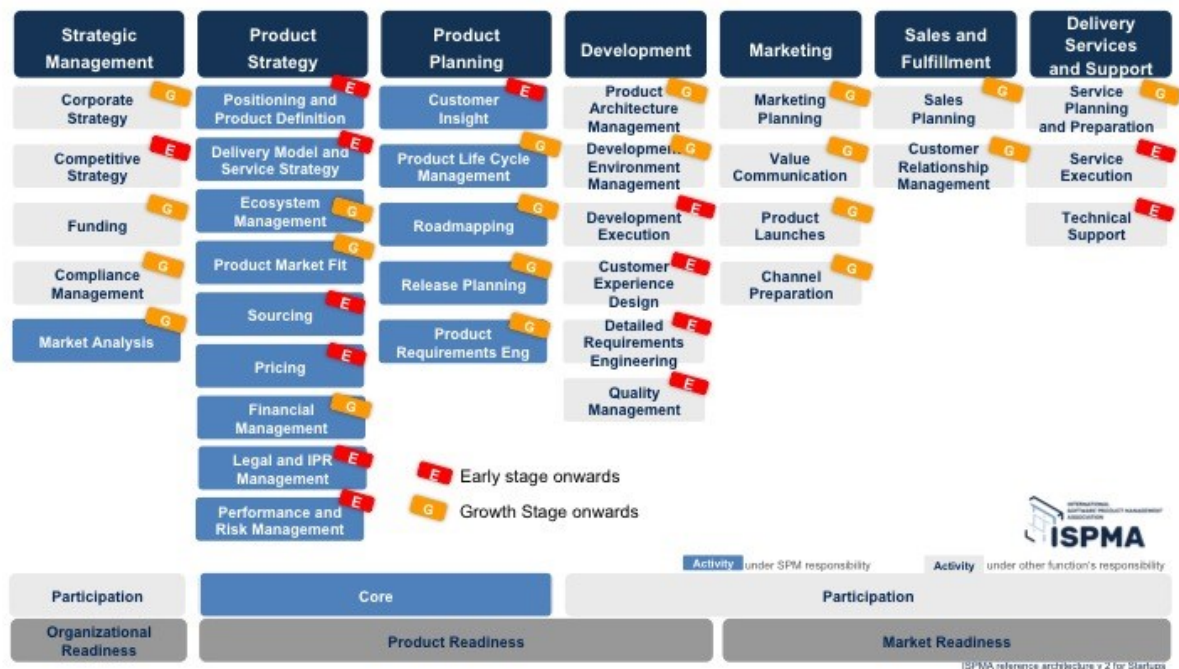 Strategic
Management
Product
Strategy
Product
Planning
Development
Marketing
Sales and
Fulfillment
Delivery
Services
and Support
Corporate
Strategy
G
Competitive
Strategy
E
Funding
G
Compliance
Management
G
Market Analysis
G
Positioning and
Product Definition
E
Delivery Model and
Service Strategy
E
Ecosystem
Management
G
Product Market Fit
G
Sourcing
E
Pricing
E
Financial
Management
G
Legal and IPR
Management
E
Performance and
Risk Management
E
Customer
Insight
E
Product Life Cycle
Management
G
Roadmapping
G
Release Planning
G
Product
Requirements Eng
G
Product
Architecture
Management
G
Development
Environment
Management
G
Development
Execution
E
Customer
Experience
Design
E
Detailed
Requirements
Engineering
E
Quality
Management
E
Marketing
Planning
G
Value
Communication
G
Product
Launches
G
Channel
Preparation
G
Sales
Planning
G
Customer
Relationship
Management
G
Service
Planning
and Preparation
G
Service
Execution
E
Technical
Support
E
E Early stage onwards
G Growth Stage onwards
INTERNATIONAL
SOFTWARE PRODUCT MANAGEMENT
ASSOCIATION
ISPMA
Activity under SPM responsibility
Activity under other function's responsibility
Participation
Core
Participation
Organizational
Readiness
Product Readiness
Market Readiness
ISPMA reference architecture v 2 for Startups